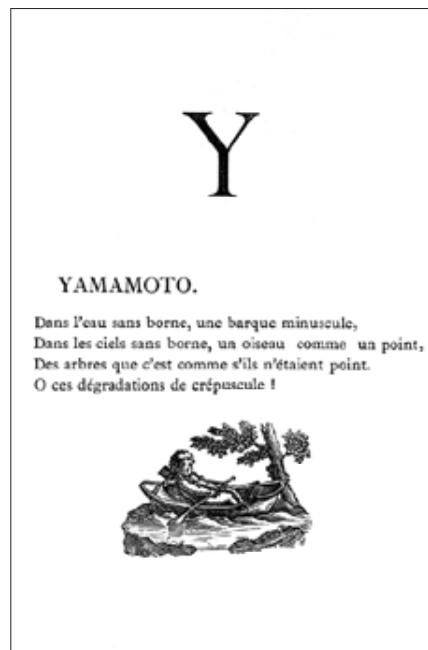 Y
YAMAMOTO.
Dans l'eau sans borne, une barque minuscule,
Dans les ciels sans borne, un oiseau comme un point,
Des arbres que c'est comme s'ils n'étaient point.
O ces dégradations de crépuscule !